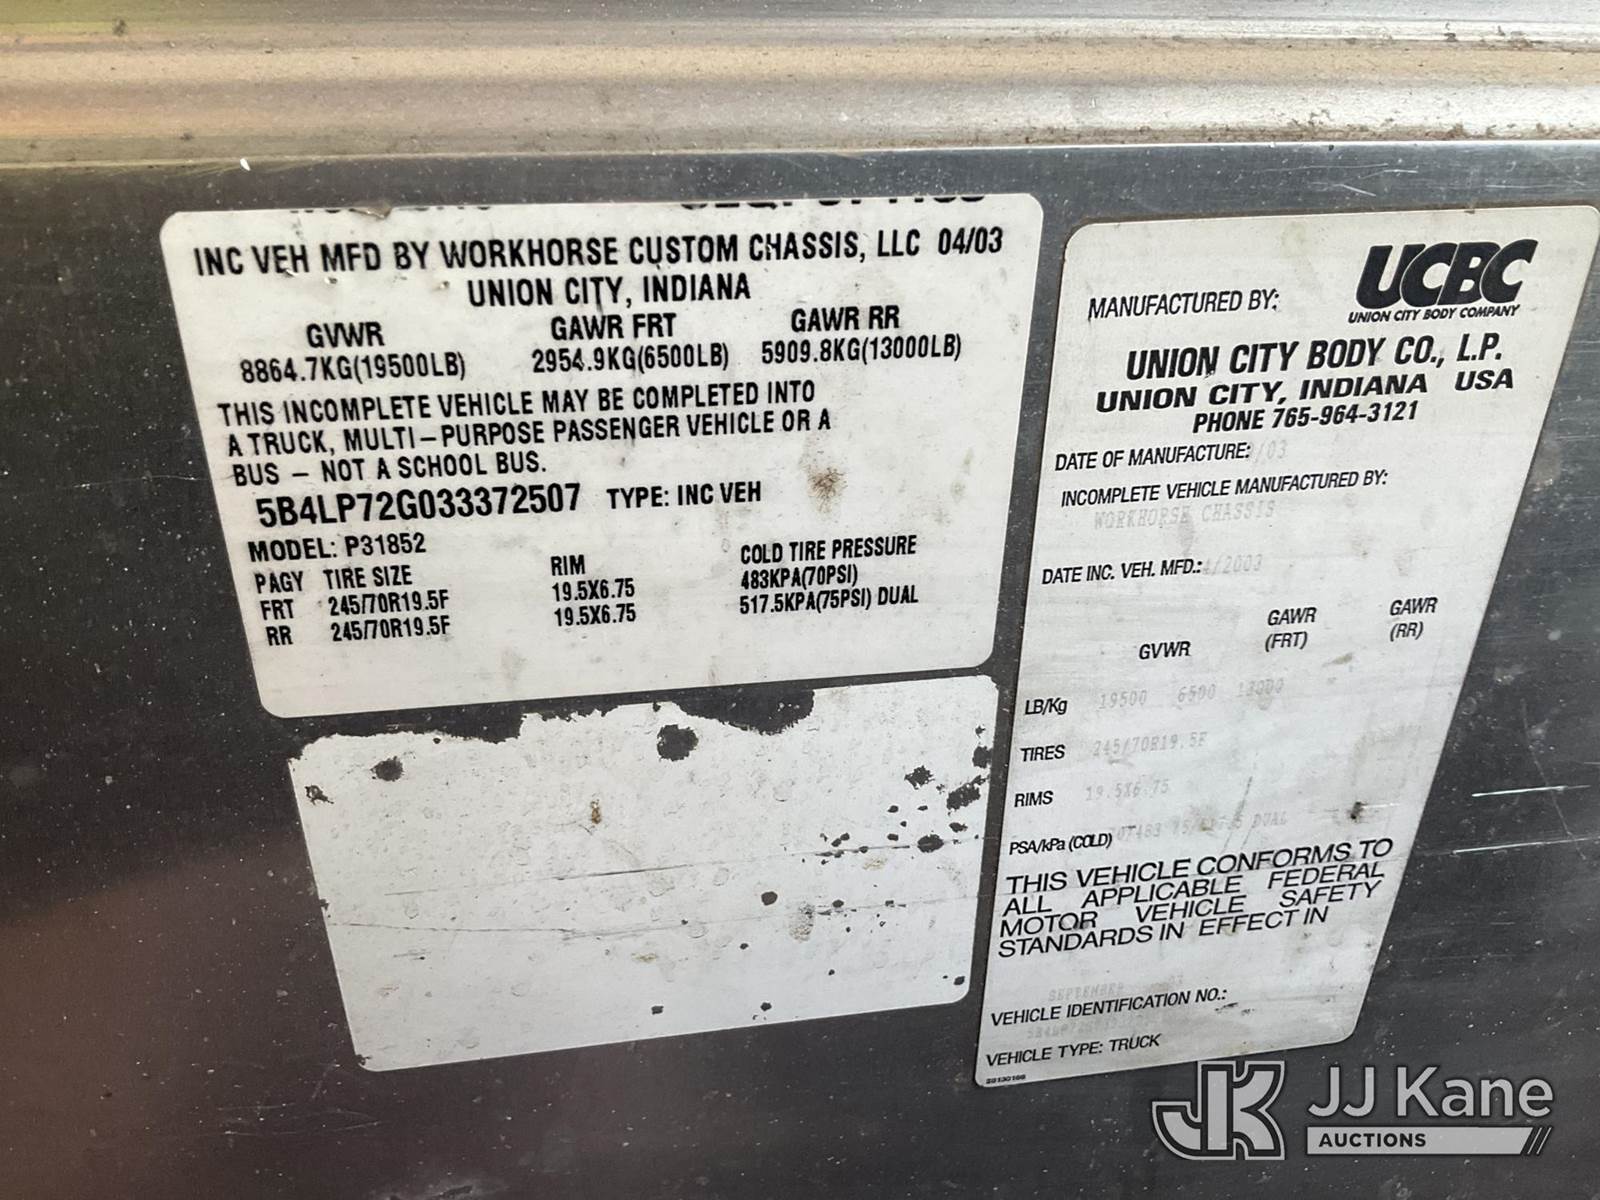 INC VEH MFD BY WORKHORSE CUSTOM CHASSIS, LLC 04/03
UNION CITY, INDIANA
GVWR GAWR FRT GAWR RR
8864.7KG(19500LB) 2954.9KG(6500LB) 5909.8KG(13000LB)
THIS INCOMPLETE VEHICLE MAY BE COMPLETED INTO
A TRUCK, MULTI-PURPOSE PASSENGER VEHICLE OR A
BUS - NOT A SCHOOL BUS.
5B4LP72G033372507 TYPE: INC VEH
MODEL: P31852
PAGY TIRE SIZE RIM COLD TIRE PRESSURE
FRT 245/70R19.5F 19.5X6.75 483KPA(70PSI)
RR 245/70R19.5F 19.5X6.75 517.5KPA(75PSI) DUAL
MANUFACTURED BY: UCBC
UNION CITY BODY COMPANY
UNION CITY BODY CO., L.P.
UNION CITY, INDIANA USA
PHONE 765-964-3121
DATE OF MANUFACTURE: /03
INCOMPLETE VEHICLE MANUFACTURED BY:
WORKHORSE CHASSIS
DATE INC. VEH. MFD.: 4/2003
GVWR GAWR (FRT) GAWR (RR)
LB/Kg 19500 6500 13000
TIRES 245/70R19.5F
RIMS 19.5X6.75
PSA/kPa (COLD) DUAL
THIS VEHICLE CONFORMS TO
ALL APPLICABLE FEDERAL
MOTOR VEHICLE SAFETY
STANDARDS IN EFFECT IN
SEPTEMBER
VEHICLE IDENTIFICATION NO.:
VEHICLE TYPE: TRUCK
JJ Kane
AUCTIONS